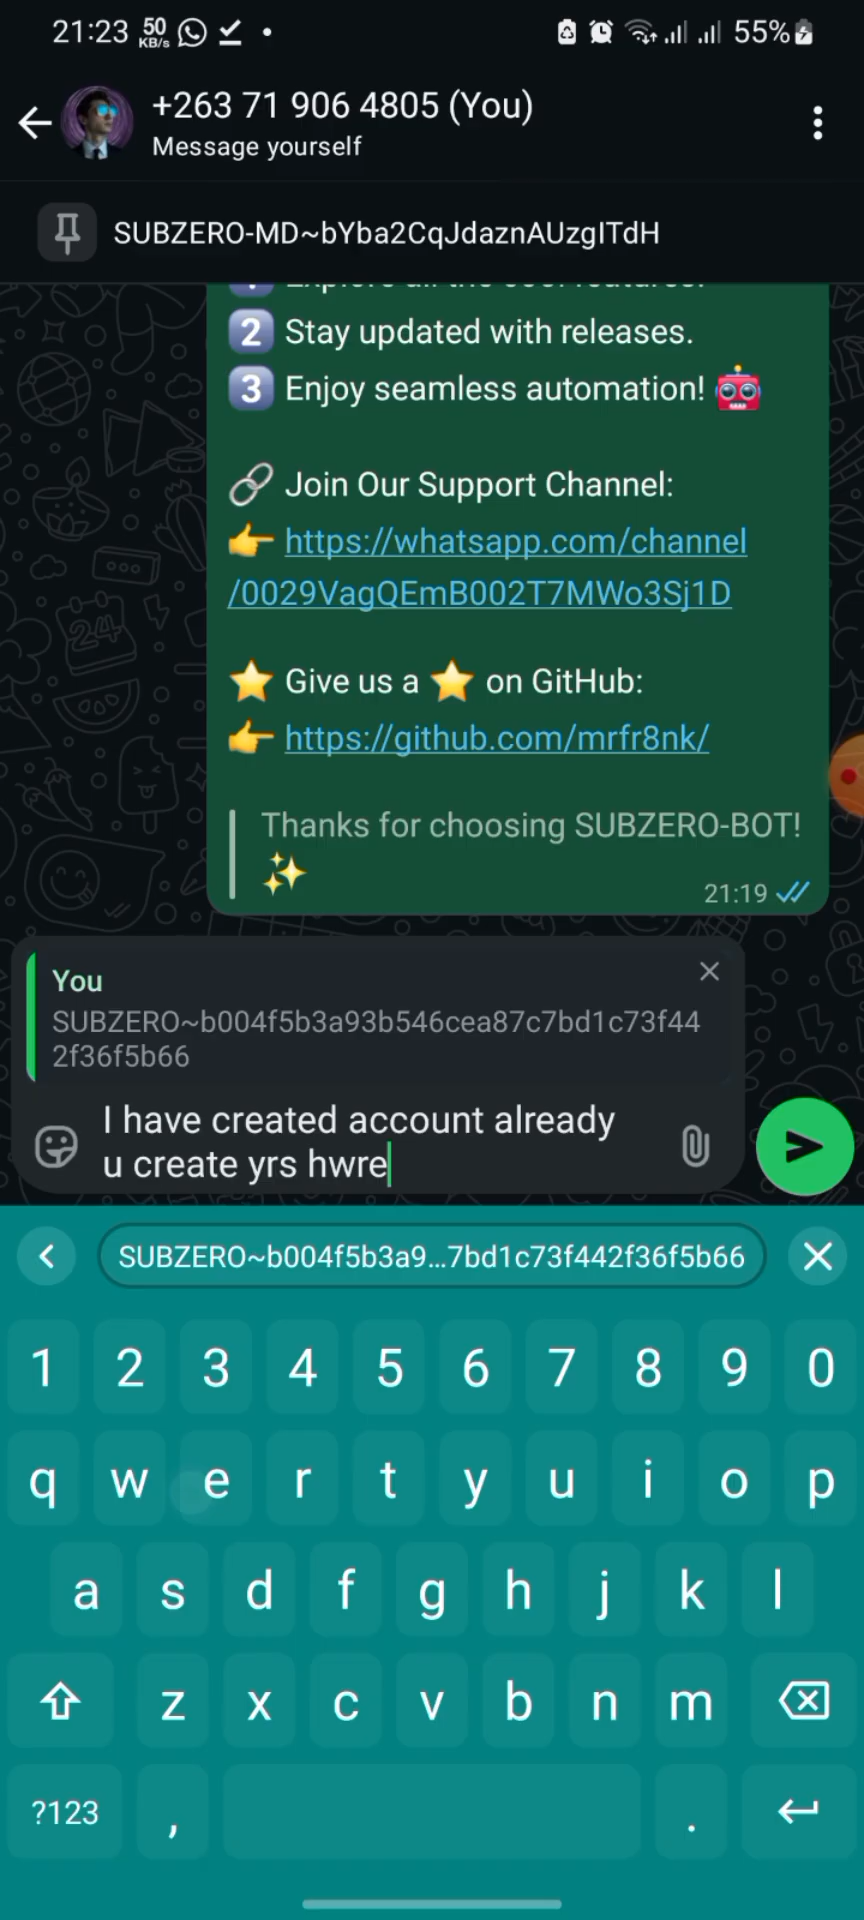 21:23 50 KB/s 55%
+263 71 906 4805 (You)
Message yourself
SUBZERO-MD~bYba2CqJdaznAUzgITdH
2 Stay updated with releases.
3 Enjoy seamless automation! 🤖
🔗 Join Our Support Channel:
👉 https://whatsapp.com/channel
/0029VagQEmB002T7MWo3Sj1D
⭐ Give us a ⭐ on GitHub:
👉 https://github.com/mrfr8nk/
Thanks for choosing SUBZERO-BOT!
✨
21:19
You
SUBZERO~b004f5b3a93b546cea87c7bd1c73f44
2f36f5b66
I have created account already
u create yrs hwre
SUBZERO~b004f5b3a9...7bd1c73f442f36f5b66
1 2 3 4 5 6 7 8 9 0
q w e r t y u i o p
a s d f g h j k l
z x c v b n m
?123 , .